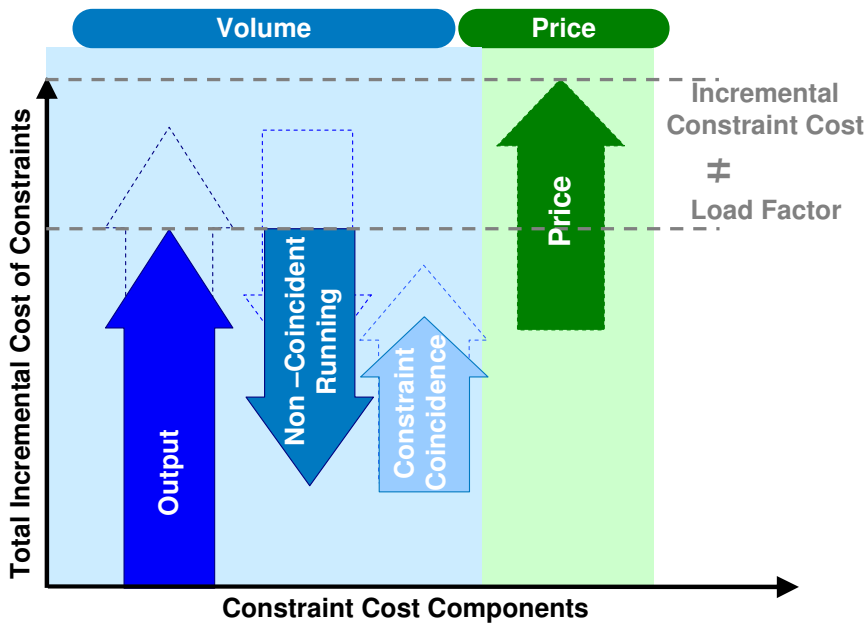 Volume
Price
Total Incremental Cost of Constraints
Output
Non –Coincident
Running
Constraint
Coincidence
Price
Incremental
Constraint Cost
≠
Load Factor
Constraint Cost Components